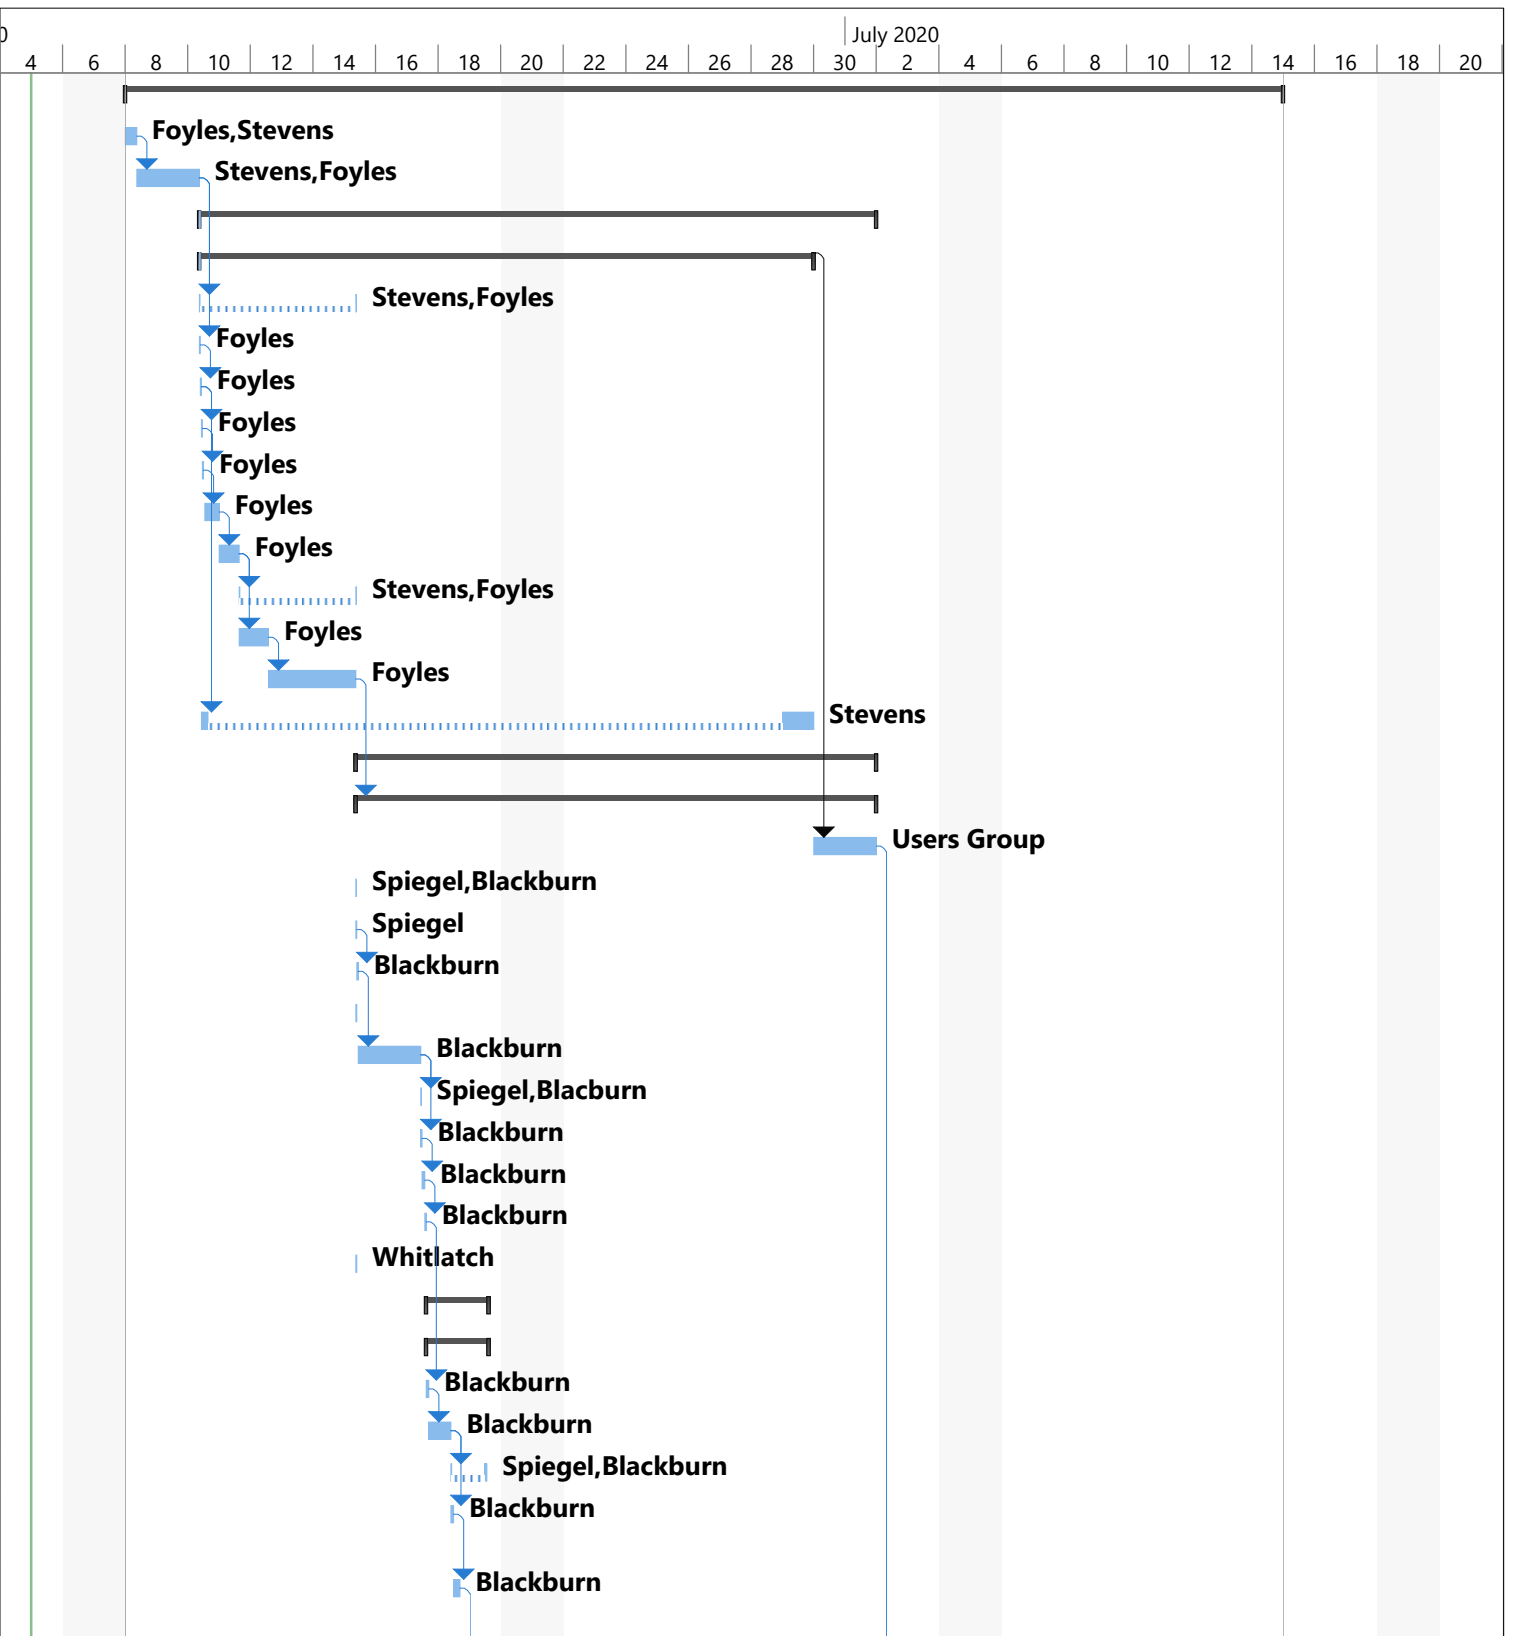 0
July 2020
4 6 8 10 12 14 16 18 20 22 24 26 28 30 2 4 6 8 10 12 14 16 18 20
Foyles,Stevens
Stevens,Foyles
Stevens,Foyles
Foyles
Foyles
Foyles
Foyles
Foyles
Foyles
Stevens,Foyles
Foyles
Foyles
Stevens
Users Group
Spiegel,Blackburn
Spiegel
Blackburn
Blackburn
Spiegel,Blacburn
Blackburn
Blackburn
Blackburn
Whitlatch
Blackburn
Blackburn
Spiegel,Blackburn
Blackburn
Blackburn